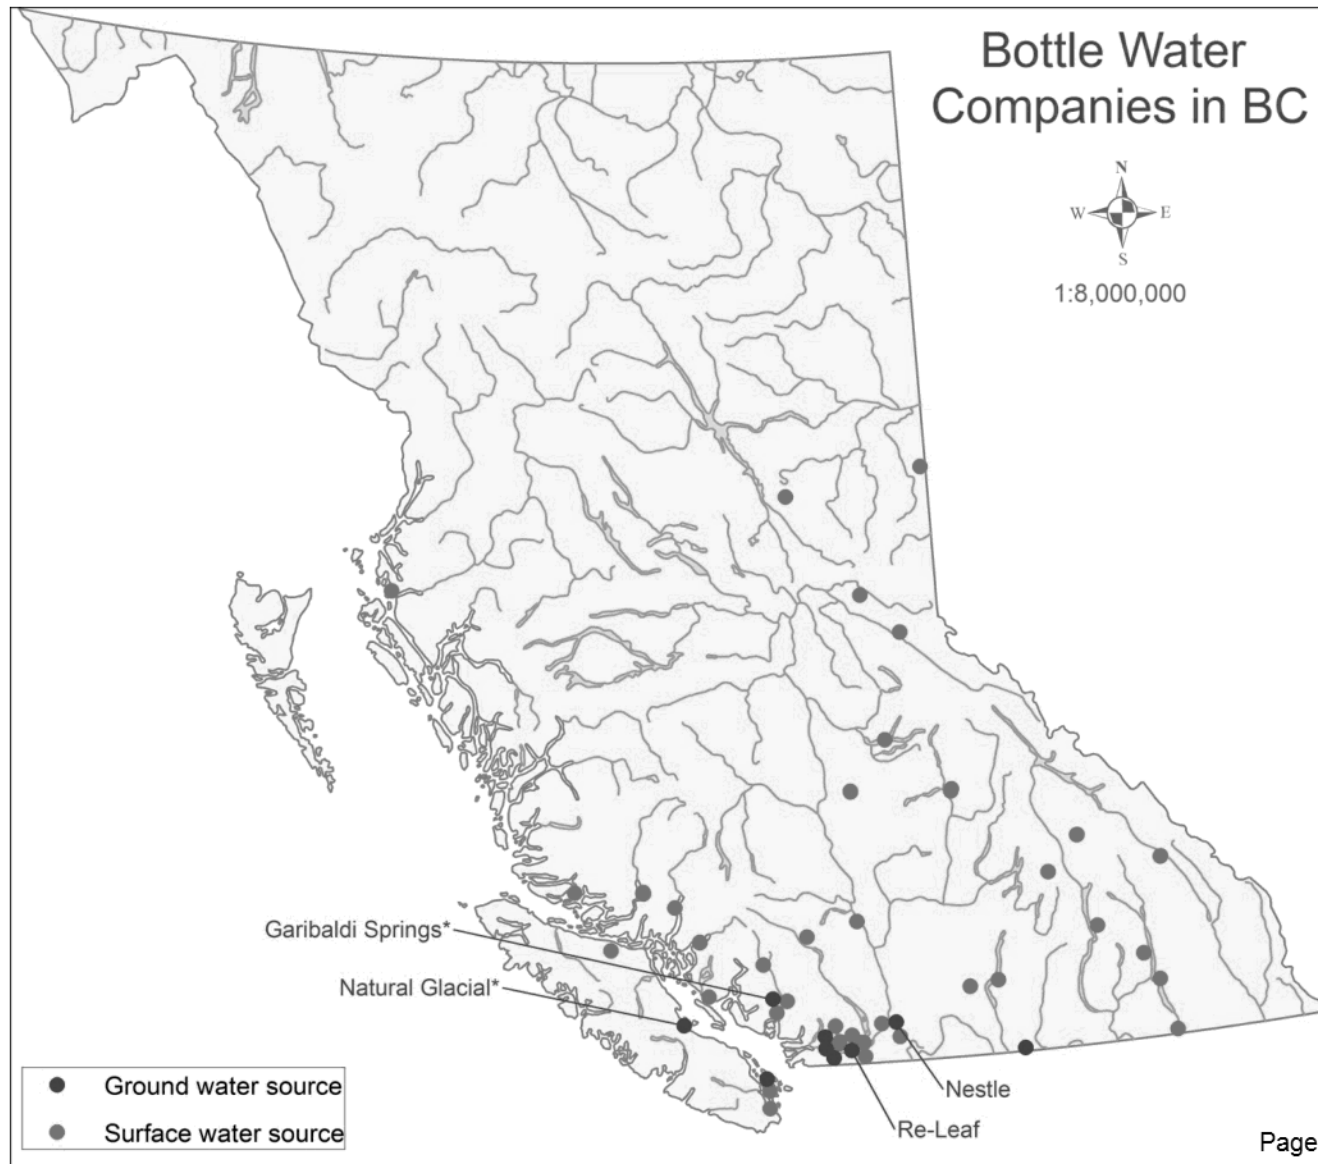 Bottle Water
Companies in BC
N
W E
S
1:8,000,000
Garibaldi Springs*
Natural Glacial*
Nestle
Re-Leaf
Ground water source
Surface water source
Page